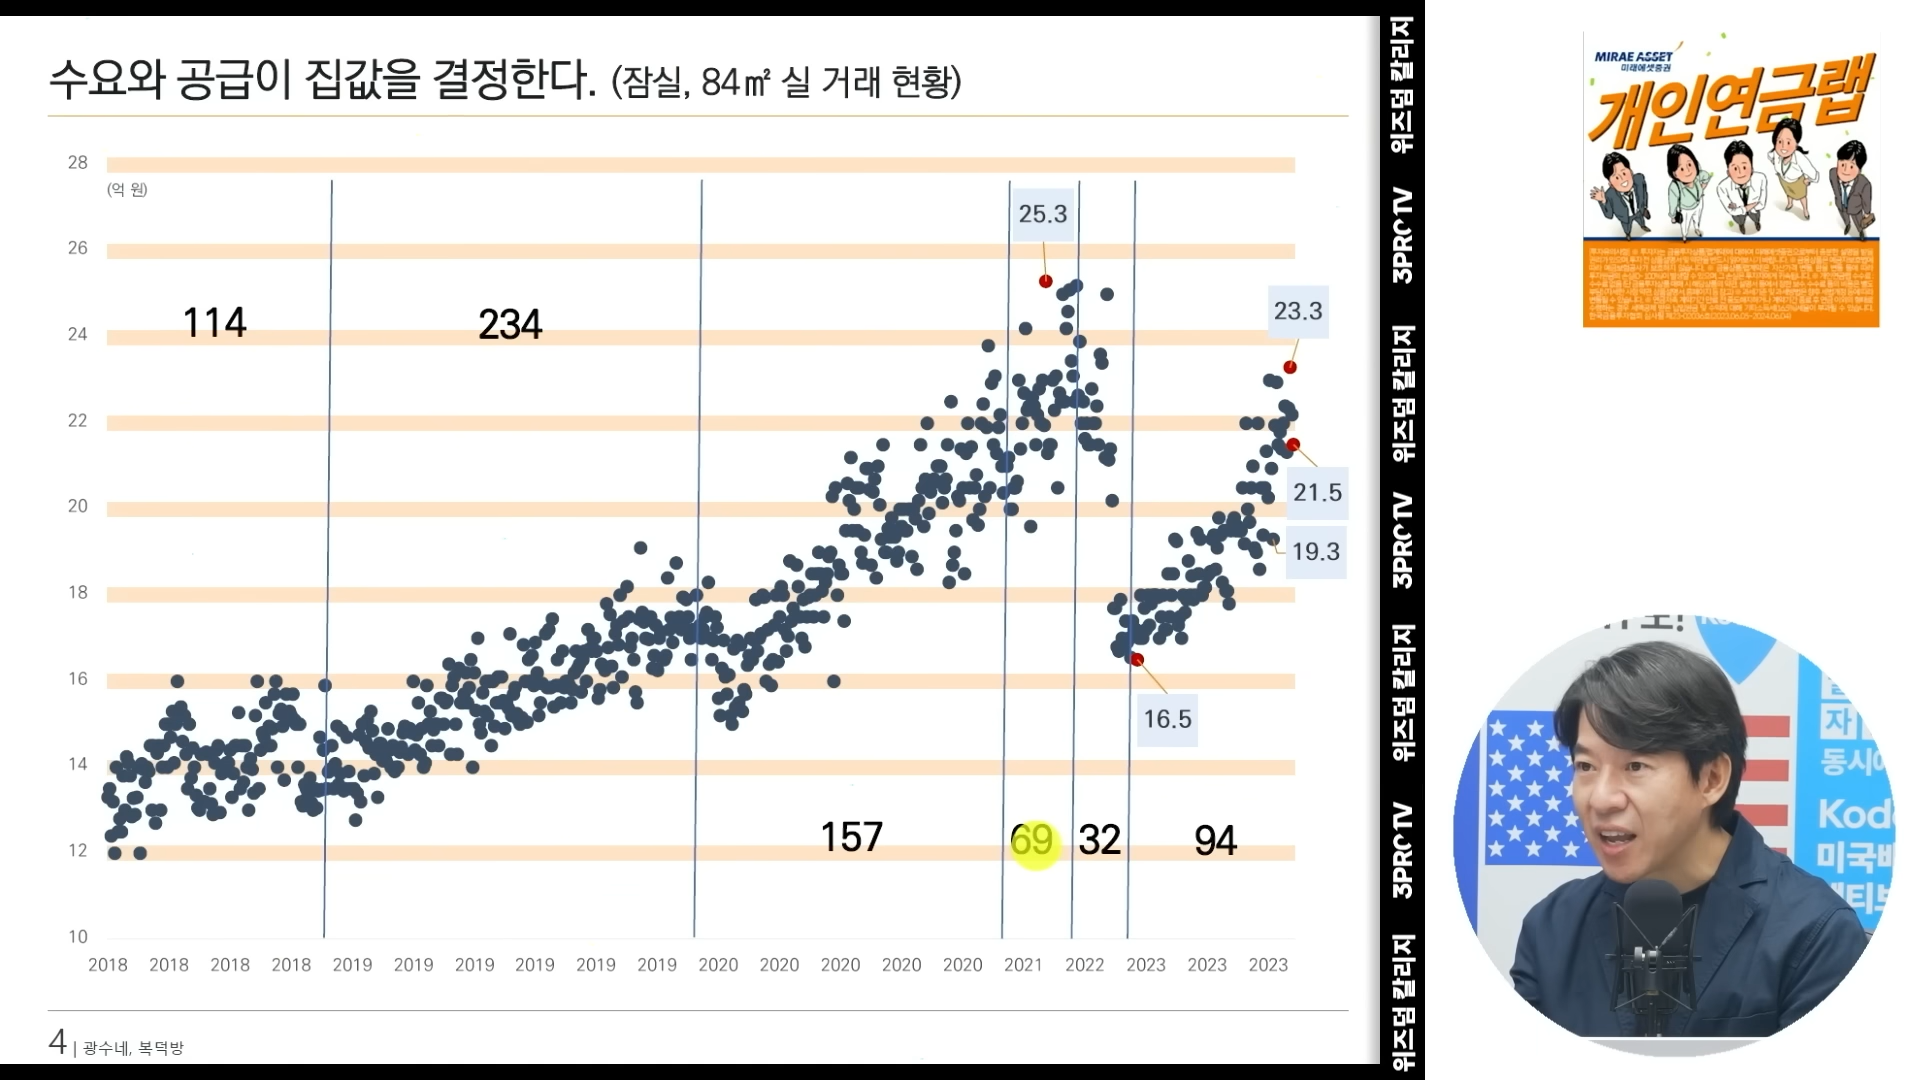 수요와 공급이 집값을 결정한다. (잠실, 84㎡ 실 거래 현황)
28
(억 원)
26
24
22
20
18
16
14
12
10
114
234
157
69
32
94
25.3
23.3
21.5
19.3
16.5
2018 2018 2018 2018 2019 2019 2019 2019 2019 2019 2020 2020 2020 2020 2020 2021 2022 2023 2023 2023
4 | 광수네, 복덕방
위즈덤 칼리지
3PROTV
위즈덤 칼리지
3PROTV
위즈덤 칼리지
3PROTV
위즈덤 칼리지
MIRAE ASSET
미래에셋증권
개인연금랩
자
동시에
Kod
미국배